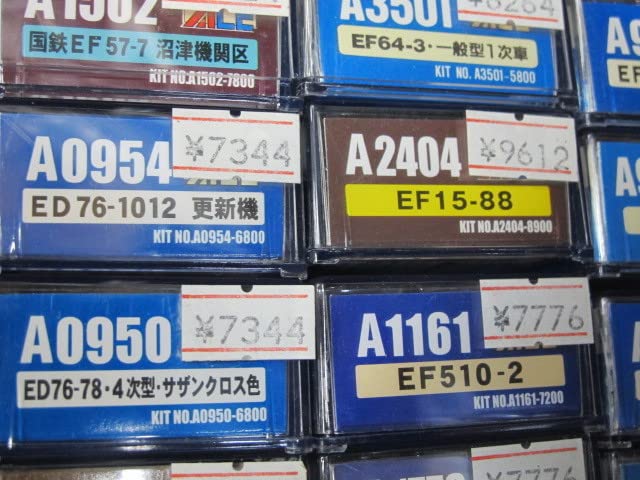 A1502
国鉄EF57-7 沼津機関区
KIT NO.A1502-7800
A3501
¥8264
EF64-3・一般型1次車
KIT NO. A3501-5800
A0954
¥7344
ED76-1012 更新機
KIT NO.A0954-6800
A2404
¥9612
EF15-88
KIT NO.A2404-8900
A0950
¥7344
ED76-78・4次型・サザンクロス色
KIT NO.A0950-6800
A1161
¥7776
EF510-2
KIT NO.A1161-7200
¥7776